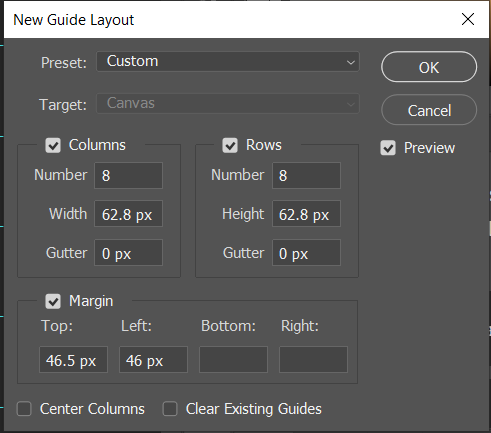 New Guide Layout
Preset: Custom
OK
Target: Canvas
Cancel
Columns
Rows
Preview
Number 8
Number 8
Width 62.8 px
Height 62.8 px
Gutter 0 px
Gutter 0 px
Margin
Top: Left: Bottom: Right:
46.5 px 46 px
Center Columns Clear Existing Guides